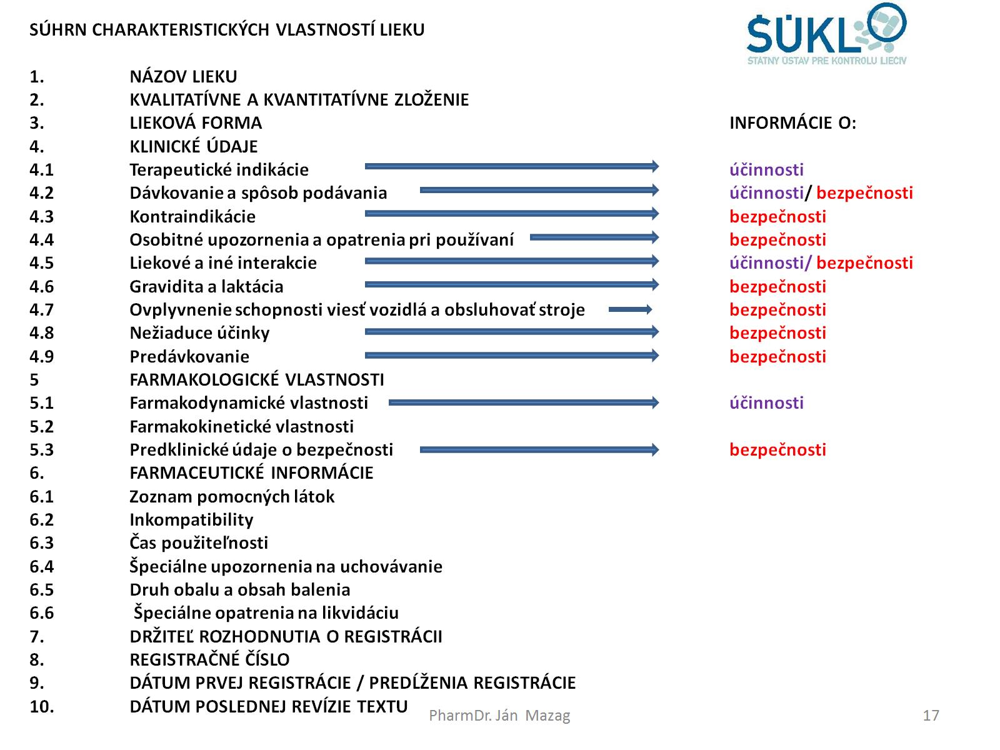 SÚHRN CHARAKTERISTICKÝCH VLASTNOSTÍ LIEKU
ŠÚKL
ŠTÁTNY ÚSTAV PRE KONTROLU LIEČIV
1. NÁZOV LIEKU
2. KVALITATÍVNE A KVANTITATÍVNE ZLOŽENIE
3. LIEKOVÁ FORMA INFORMÁCIE O:
4. KLINICKÉ ÚDAJE
4.1 Terapeutické indikácie účinnosti
4.2 Dávkovanie a spôsob podávania účinnosti/ bezpečnosti
4.3 Kontraindikácie bezpečnosti
4.4 Osobitné upozornenia a opatrenia pri používaní bezpečnosti
4.5 Liekové a iné interakcie účinnosti/ bezpečnosti
4.6 Gravidita a laktácia bezpečnosti
4.7 Ovplyvnenie schopnosti viesť vozidlá a obsluhovať stroje bezpečnosti
4.8 Nežiaduce účinky bezpečnosti
4.9 Predávkovanie bezpečnosti
5 FARMAKOLOGICKÉ VLASTNOSTI
5.1 Farmakodynamické vlastnosti účinnosti
5.2 Farmakokinetické vlastnosti
5.3 Predklinické údaje o bezpečnosti bezpečnosti
6. FARMACEUTICKÉ INFORMÁCIE
6.1 Zoznam pomocných látok
6.2 Inkompatibility
6.3 Čas použiteľnosti
6.4 Špeciálne upozornenia na uchovávanie
6.5 Druh obalu a obsah balenia
6.6 Špeciálne opatrenia na likvidáciu
7. DRŽITEĽ ROZHODNUTIA O REGISTRÁCII
8. REGISTRAČNÉ ČÍSLO
9. DÁTUM PRVEJ REGISTRÁCIE / PREDĹŽENIA REGISTRÁCIE
10. DÁTUM POSLEDNEJ REVÍZIE TEXTU
PharmDr. Ján Mazag 17